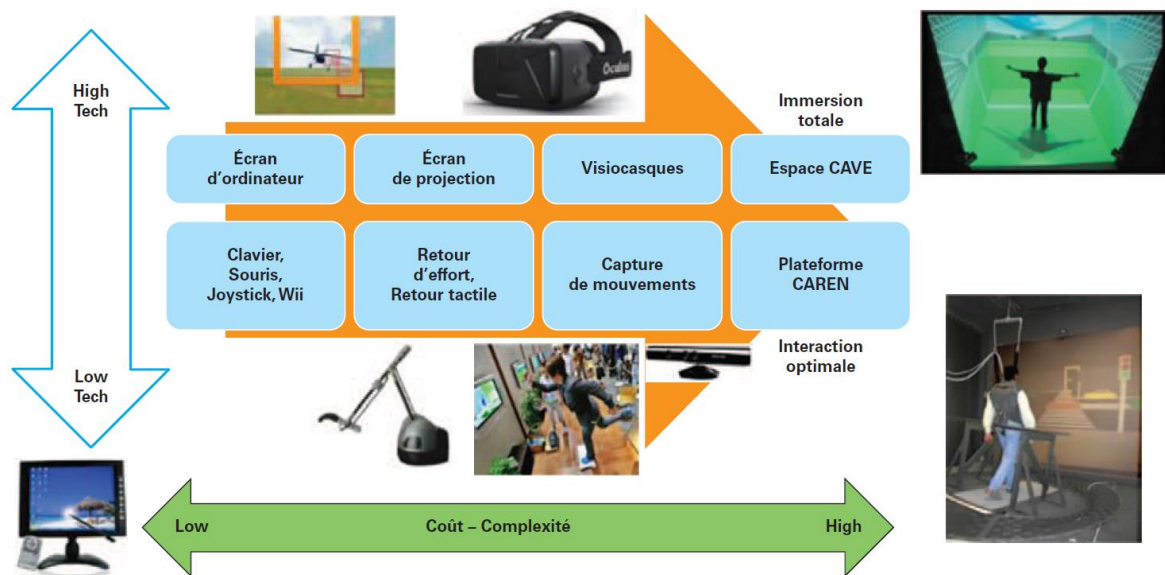 High
Tech
Low
Tech
oculus
Immersion
totale
Écran
d'ordinateur
Écran
de projection
Visiocasques
Espace CAVE
Clavier,
Souris,
Joystick, Wii
Retour
d'effort,
Retour tactile
Capture
de mouvements
Plateforme
CAREN
Interaction
optimale
Low
Coût – Complexité
High